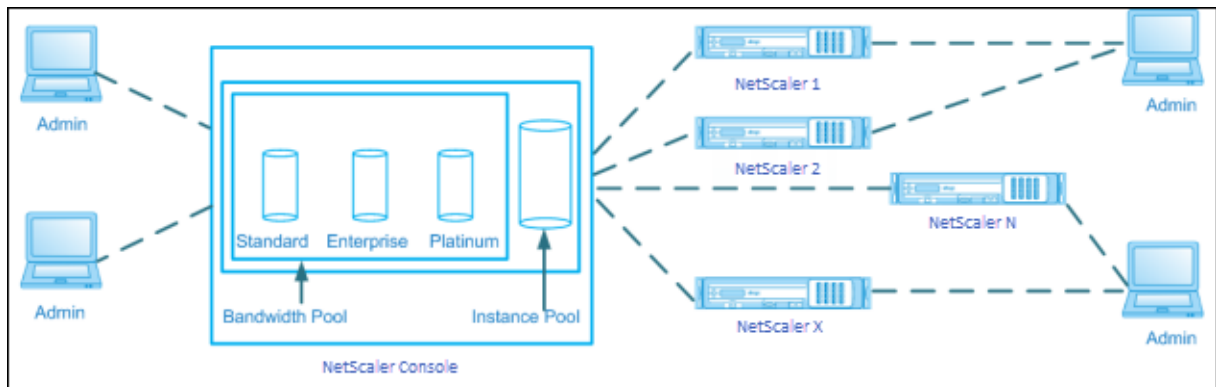 Admin
Admin
Standard
Enterprise
Platinum
Bandwidth Pool
Instance Pool
NetScaler Console
NetScaler 1
NetScaler 2
NetScaler N
NetScaler X
Admin
Admin